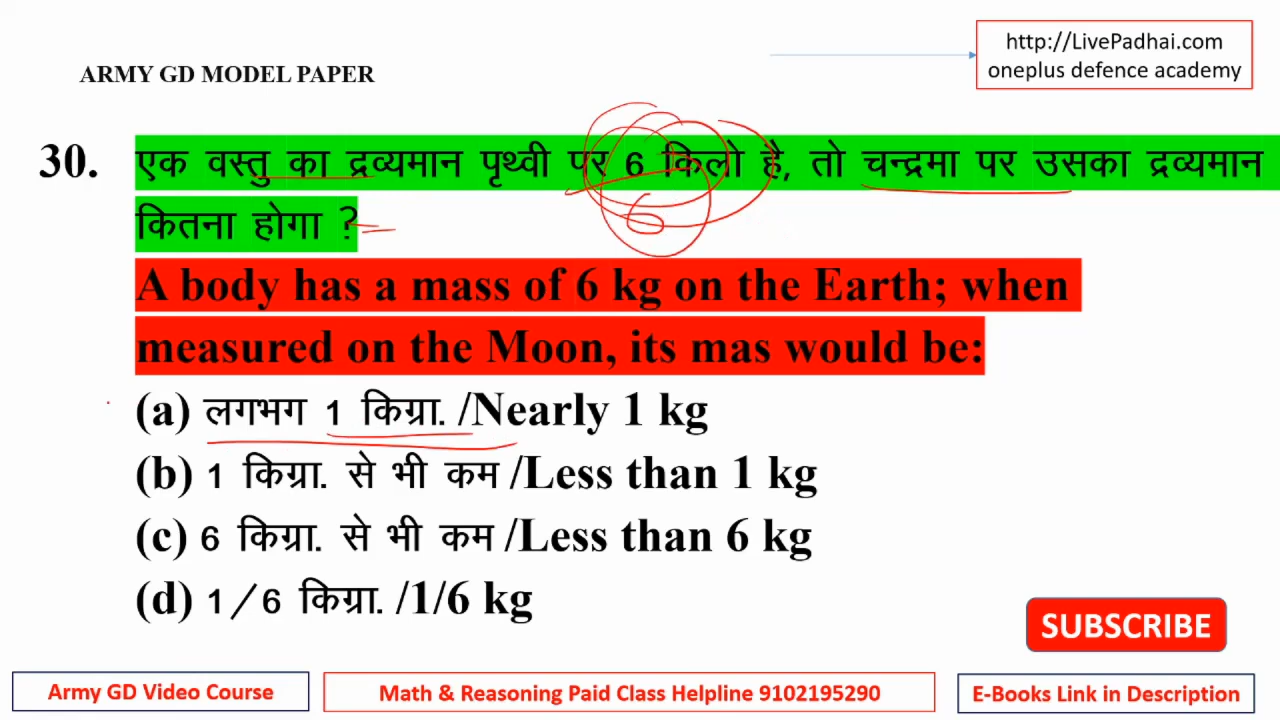 http://LivePadhai.com
oneplus defence academy
ARMY GD MODEL PAPER
30. एक वस्तु का द्रव्यमान पृथ्वी पर 6 किलो है, तो चन्द्रमा पर उसका द्रव्यमान
कितना होगा ?
A body has a mass of 6 kg on the Earth; when
measured on the Moon, its mas would be:
(a) लगभग 1 किग्रा. /Nearly 1 kg
(b) 1 किग्रा. से भी कम /Less than 1 kg
(c) 6 किग्रा. से भी कम /Less than 6 kg
(d) 1/6 किग्रा. /1/6 kg
SUBSCRIBE
Army GD Video Course
Math & Reasoning Paid Class Helpline 9102195290
E-Books Link in Description